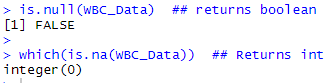 > is.null(WBC_Data)  ## returns boolean
[1] FALSE
>
> which(is.na(WBC_Data))  ## Returns int
integer(0)